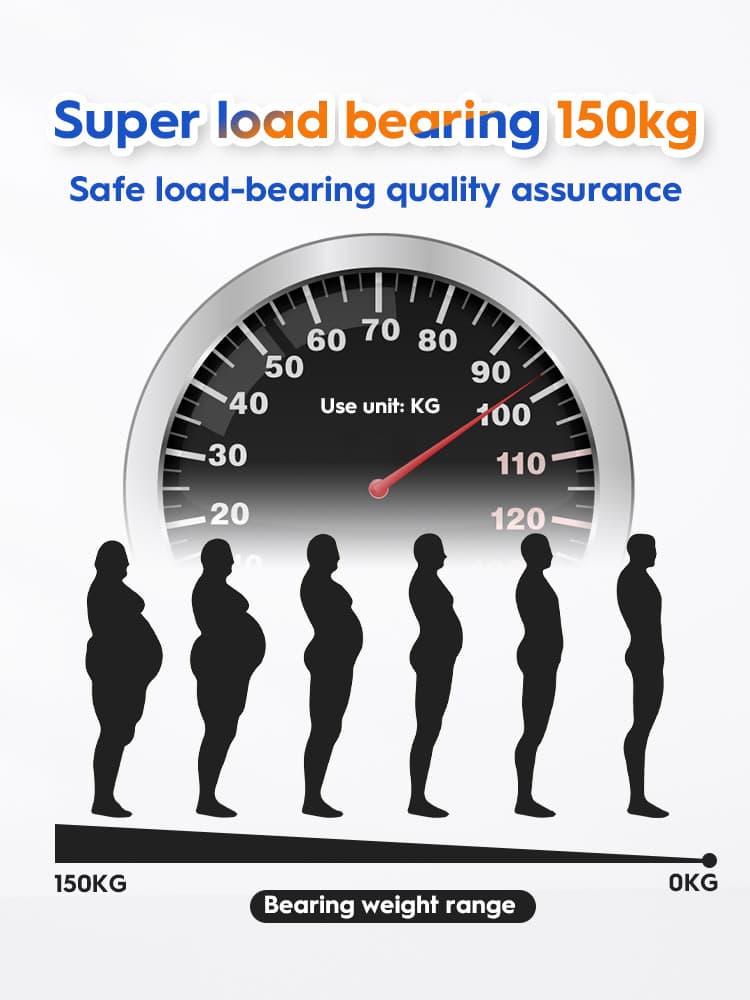 Super load bearing 150kg
Safe load-bearing quality assurance
70
60 80
50 90
Use unit: KG
40 100
30 110
20 120
150KG 0KG
Bearing weight range